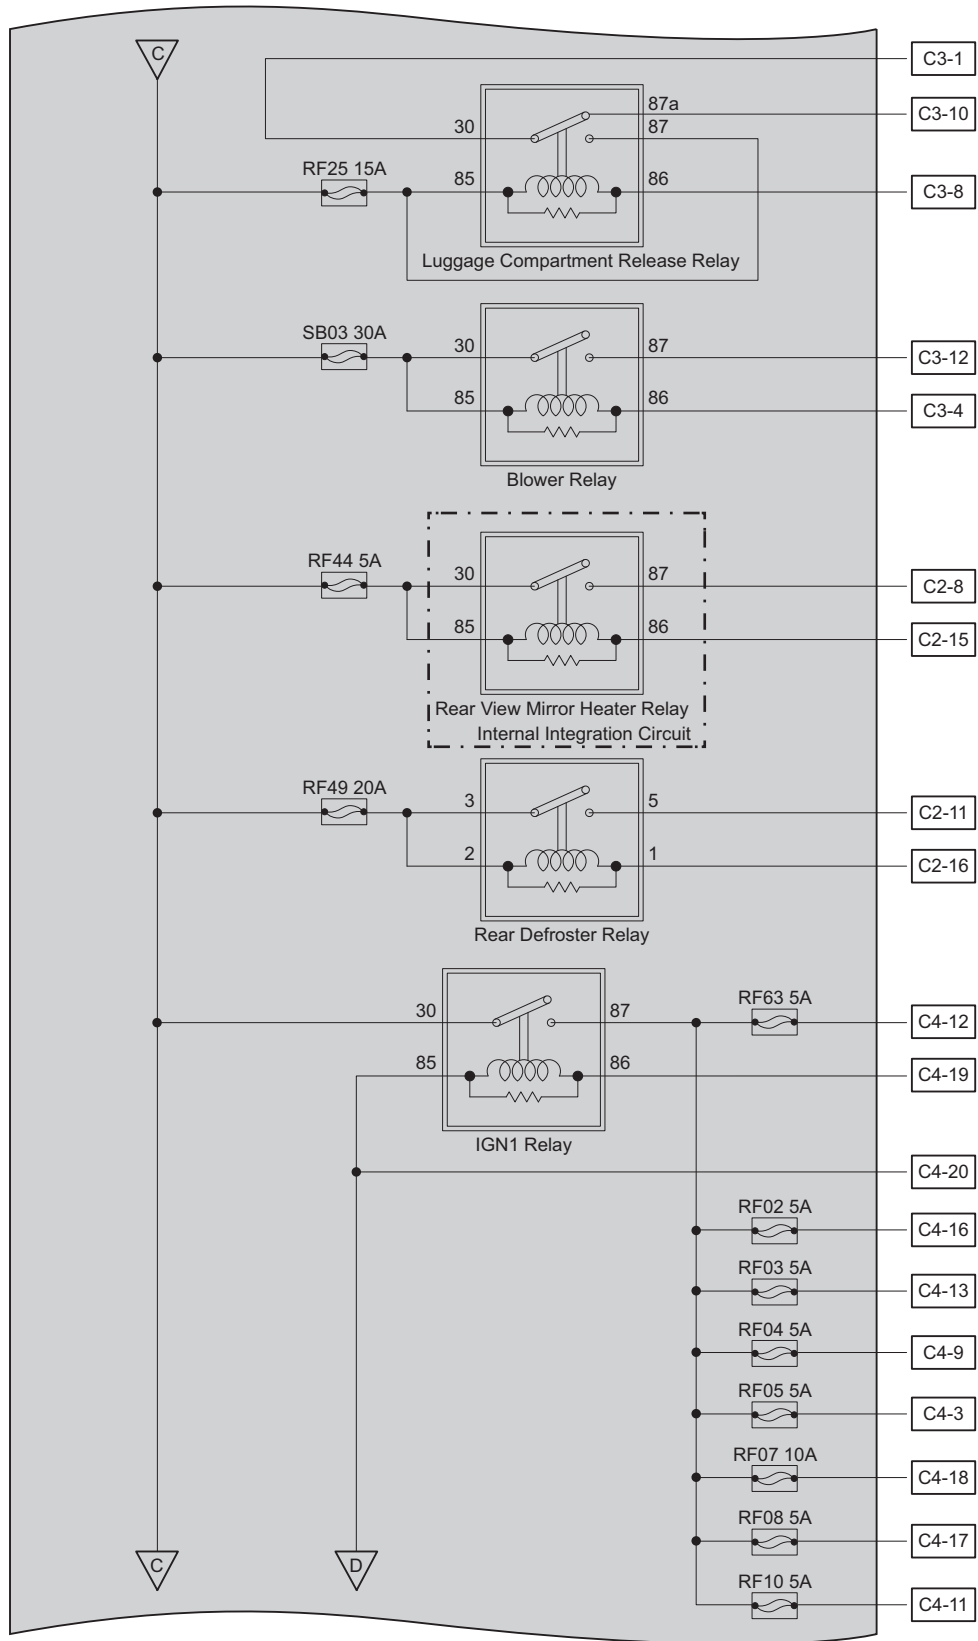 C
C3-1
87a
C3-10
30
87
RF25 15A
85
86
C3-8
Luggage Compartment Release Relay
SB03 30A
30
87
C3-12
85
86
C3-4
Blower Relay
RF44 5A
30
87
C2-8
85
86
C2-15
Rear View Mirror Heater Relay
Internal Integration Circuit
RF49 20A
3
5
C2-11
2
1
C2-16
Rear Defroster Relay
RF63 5A
30
87
C4-12
85
86
C4-19
IGN1 Relay
C4-20
RF02 5A
C4-16
RF03 5A
C4-13
RF04 5A
C4-9
RF05 5A
C4-3
RF07 10A
C4-18
RF08 5A
C4-17
C
D
RF10 5A
C4-11